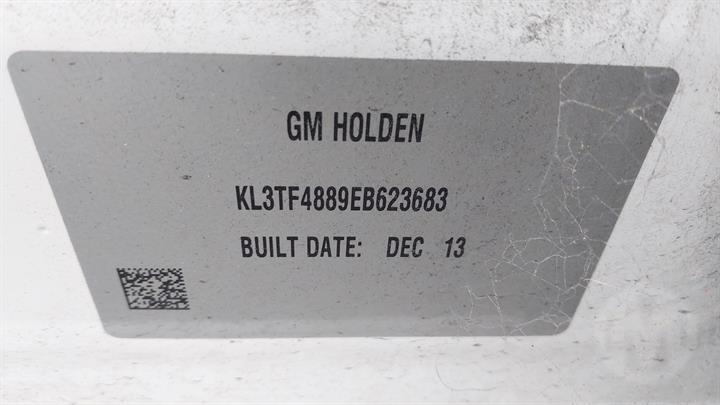 GM HOLDEN
KL3TF4889EB623683
BUILT DATE: DEC 13